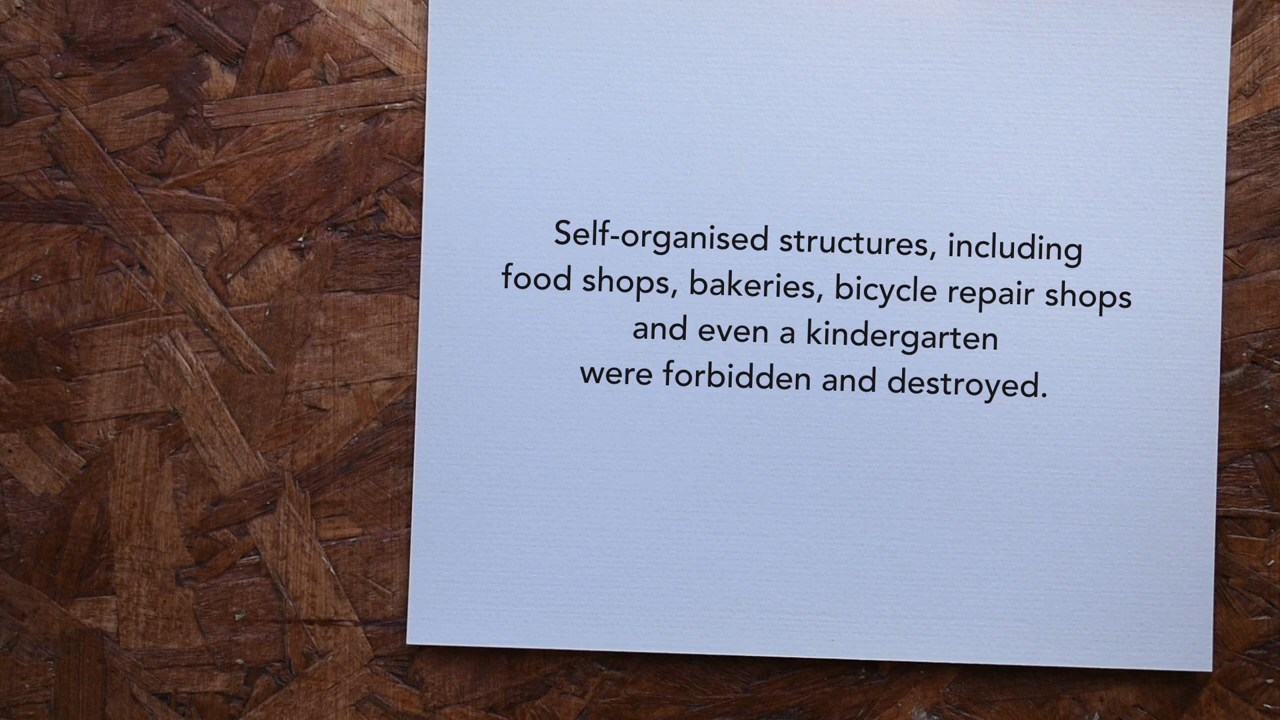 Self-organised structures, including
food shops, bakeries, bicycle repair shops
and even a kindergarten
were forbidden and destroyed.